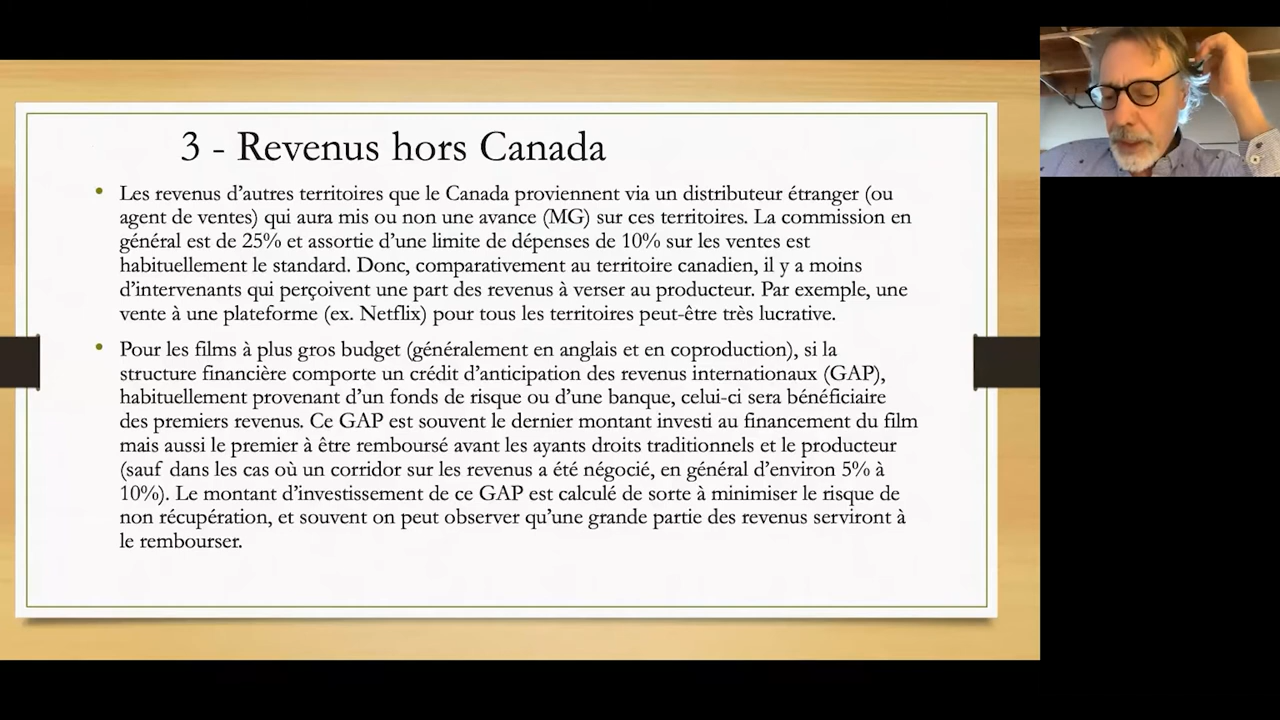 3 - Revenus hors Canada
• Les revenus d’autres territoires que le Canada proviennent via un distributeur étranger (ou
agent de ventes) qui aura mis ou non une avance (MG) sur ces territoires. La commission en
général est de 25% et assortie d’une limite de dépenses de 10% sur les ventes est
habituellement le standard. Donc, comparativement au territoire canadien, il y a moins
d’intervenants qui perçoivent une part des revenus à verser au producteur. Par exemple, une
vente à une plateforme (ex. Netflix) pour tous les territoires peut-être très lucrative.
• Pour les films à plus gros budget (généralement en anglais et en coproduction), si la
structure financière comporte un crédit d’anticipation des revenus internationaux (GAP),
habituellement provenant d’un fonds de risque ou d’une banque, celui-ci sera bénéficiaire
des premiers revenus. Ce GAP est souvent le dernier montant investi au financement du film
mais aussi le premier à être remboursé avant les ayants droits traditionnels et le producteur
(sauf dans les cas où un corridor sur les revenus a été négocié, en général d’environ 5% à
10%). Le montant d’investissement de ce GAP est calculé de sorte à minimiser le risque de
non récupération, et souvent on peut observer qu’une grande partie des revenus serviront à
le rembourser.